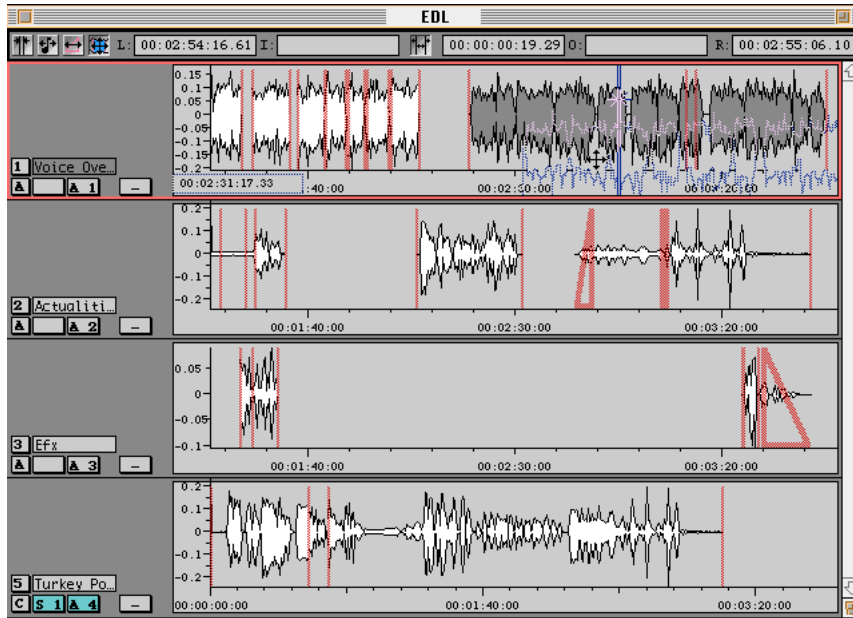 EDL
L: 00:02:54:16.61 I: 00:00:00:19.29 O: R: 00:02:55:06.10
0.15
0.05
0
-0.05
-0.1
-0.15
-0.2
1 Voice Ove…
A A 1 –
00:02:31:17.33 :40:00 00:02:30:00 00:03:20:00
0.2
0.1
0
-0.1
-0.2
2 Actualiti…
A A 2 –
00:01:40:00 00:02:30:00 00:03:20:00
0.05
0
-0.05
-0.1
3 Efx
A A 3 –
00:01:40:00 00:02:30:00 00:03:20:00
0.2
0.1
0
-0.1
-0.2
5 Turkey Po…
C S 1 A 4 –
00:00:00:00 00:01:40:00 00:03:20:00